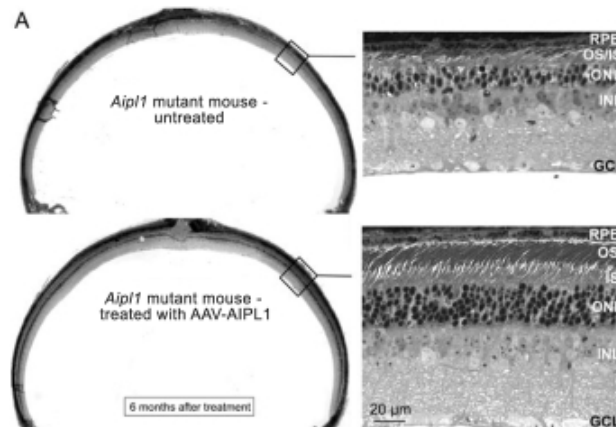 A
Aipl1 mutant mouse -
untreated
RPE
OS/IS
ONL
INL
GCL
Aipl1 mutant mouse -
treated with AAV-AIPL1
6 months after treatment
RPE
OS
IS
ONL
INL
20 µm
GCL